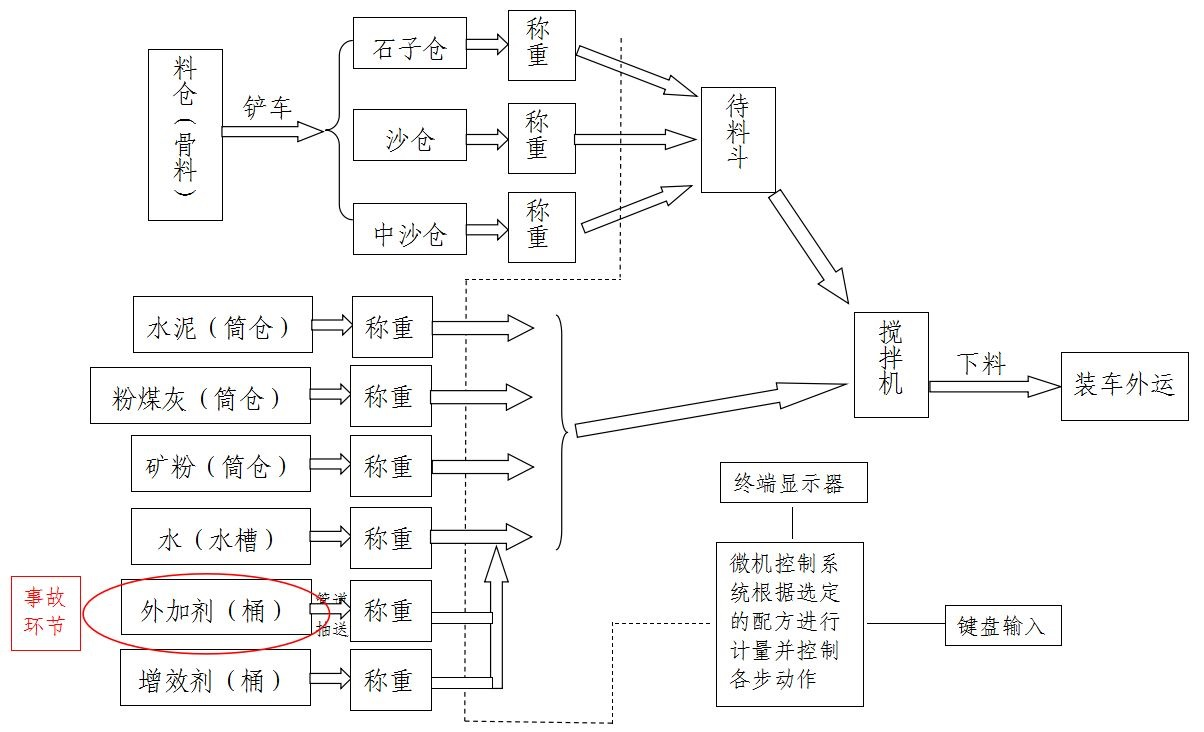 料仓（骨料）
铲车
石子仓
称重
沙仓
称重
中沙仓
称重
待料斗
水泥（筒仓）
称重
粉煤灰（筒仓）
称重
矿粉（筒仓）
称重
水（水槽）
称重
事故
环节
外加剂（桶）
管道
抽送
称重
增效剂（桶）
称重
搅拌机
下料
装车外运
终端显示器
微机控制系
统根据选定
的配方进行
计量并控制
各步动作
键盘输入